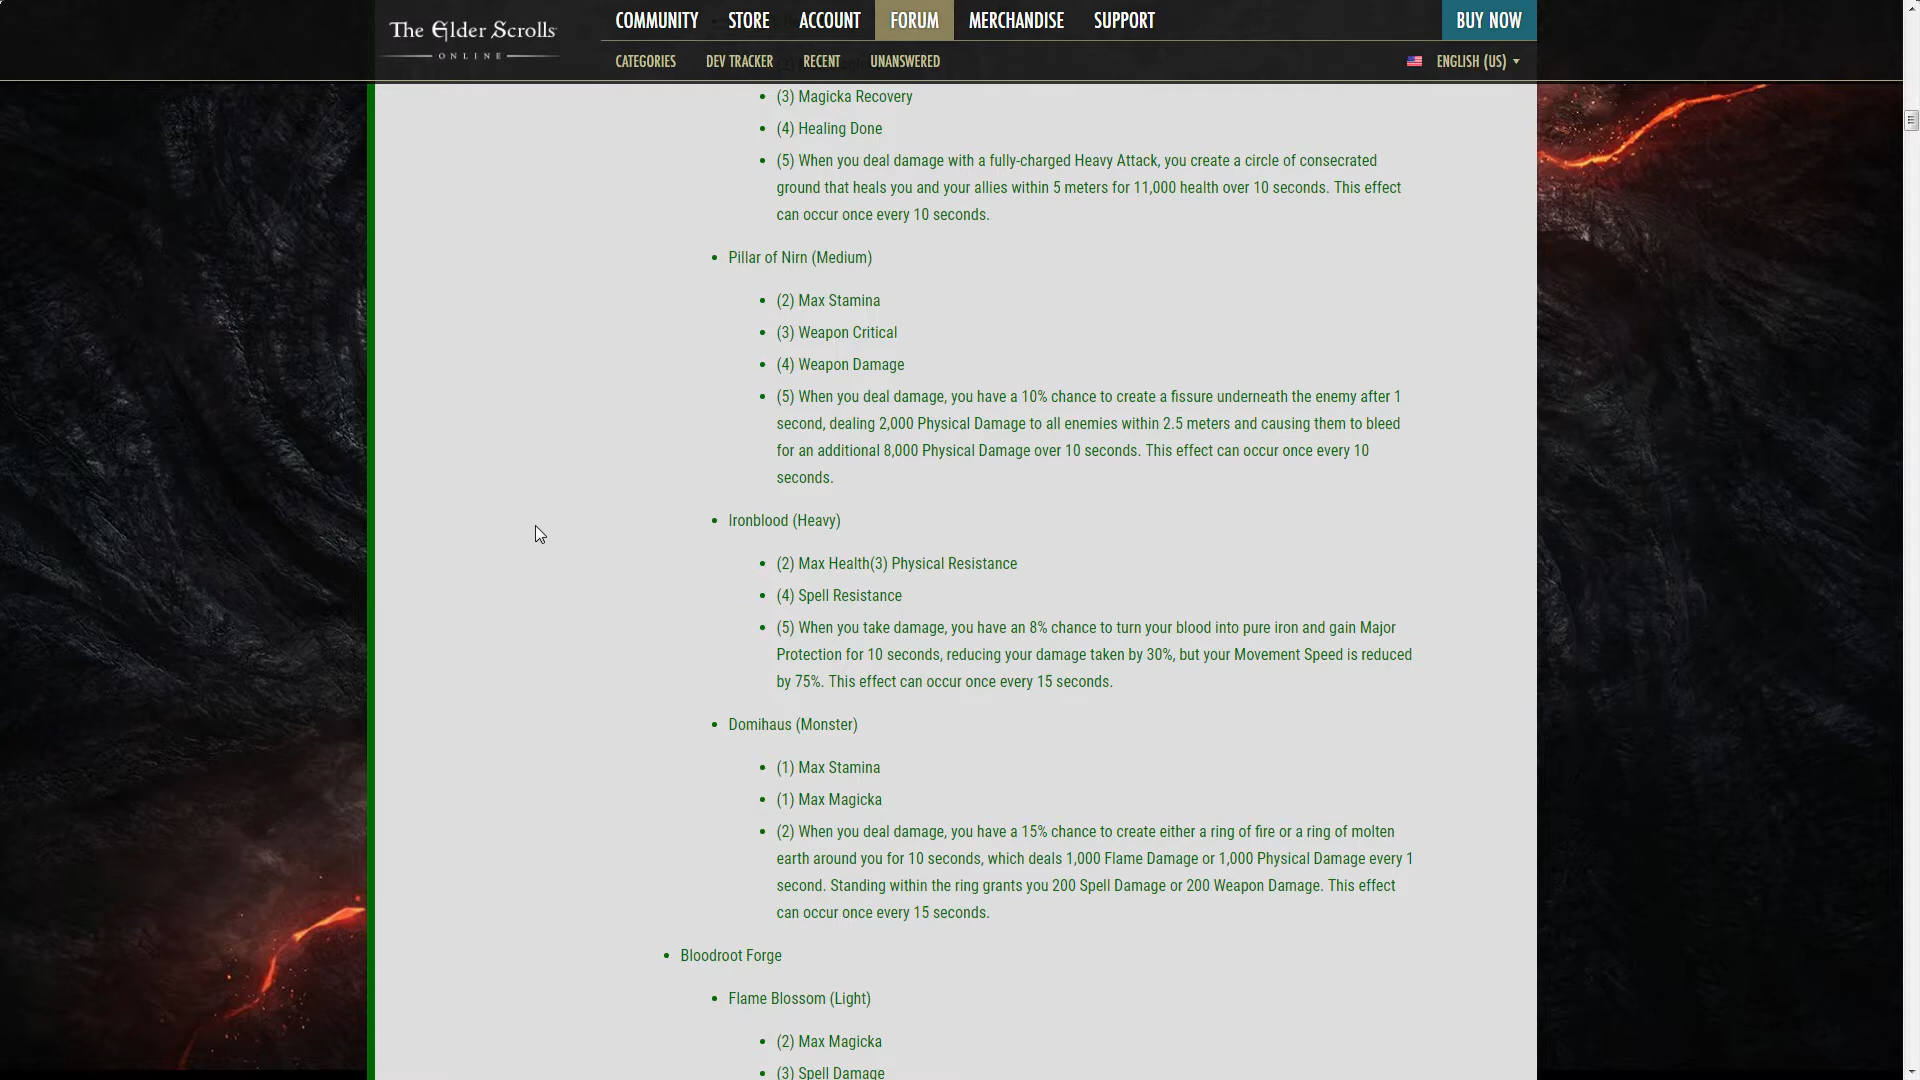 The Elder Scrolls
ONLINE
COMMUNITY STORE ACCOUNT FORUM MERCHANDISE SUPPORT BUY NOW
CATEGORIES DEV TRACKER RECENT UNANSWERED ENGLISH (US)
• (3) Magicka Recovery
• (4) Healing Done
• (5) When you deal damage with a fully-charged Heavy Attack, you create a circle of consecrated
ground that heals you and your allies within 5 meters for 11,000 health over 10 seconds. This effect
can occur once every 10 seconds.
• Pillar of Nirn (Medium)
• (2) Max Stamina
• (3) Weapon Critical
• (4) Weapon Damage
• (5) When you deal damage, you have a 10% chance to create a fissure underneath the enemy after 1
second, dealing 2,000 Physical Damage to all enemies within 2.5 meters and causing them to bleed
for an additional 8,000 Physical Damage over 10 seconds. This effect can occur once every 10
seconds.
• Ironblood (Heavy)
• (2) Max Health(3) Physical Resistance
• (4) Spell Resistance
• (5) When you take damage, you have an 8% chance to turn your blood into pure iron and gain Major
Protection for 10 seconds, reducing your damage taken by 30%, but your Movement Speed is reduced
by 75%. This effect can occur once every 15 seconds.
• Domihaus (Monster)
• (1) Max Stamina
• (1) Max Magicka
• (2) When you deal damage, you have a 15% chance to create either a ring of fire or a ring of molten
earth around you for 10 seconds, which deals 1,000 Flame Damage or 1,000 Physical Damage every 1
second. Standing within the ring grants you 200 Spell Damage or 200 Weapon Damage. This effect
can occur once every 15 seconds.
• Bloodroot Forge
• Flame Blossom (Light)
• (2) Max Magicka
• (3) Spell Damage